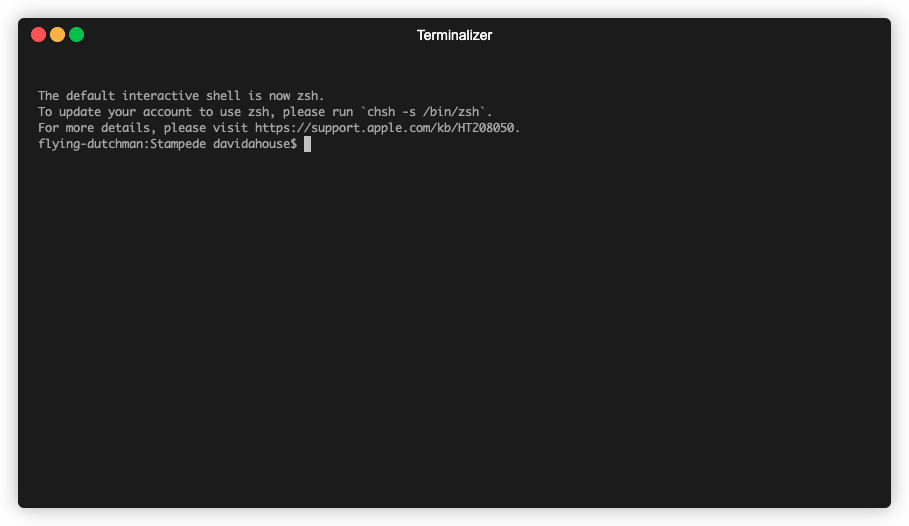 Terminalizer
The default interactive shell is now zsh.
To update your account to use zsh, please run `chsh -s /bin/zsh`.
For more details, please visit https://support.apple.com/kb/HT208050.
flying-dutchman:Stampede davidahouse$